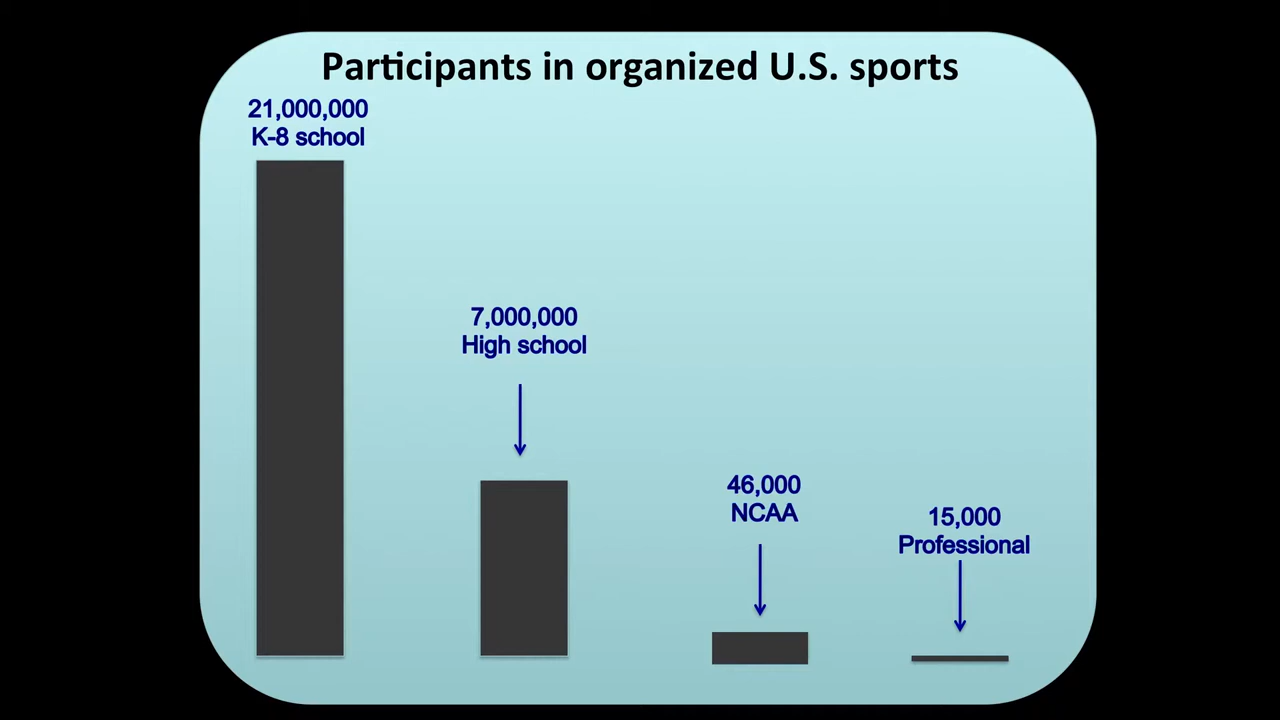 Participants in organized U.S. sports
21,000,000
K-8 school
7,000,000
High school
46,000
NCAA
15,000
Professional